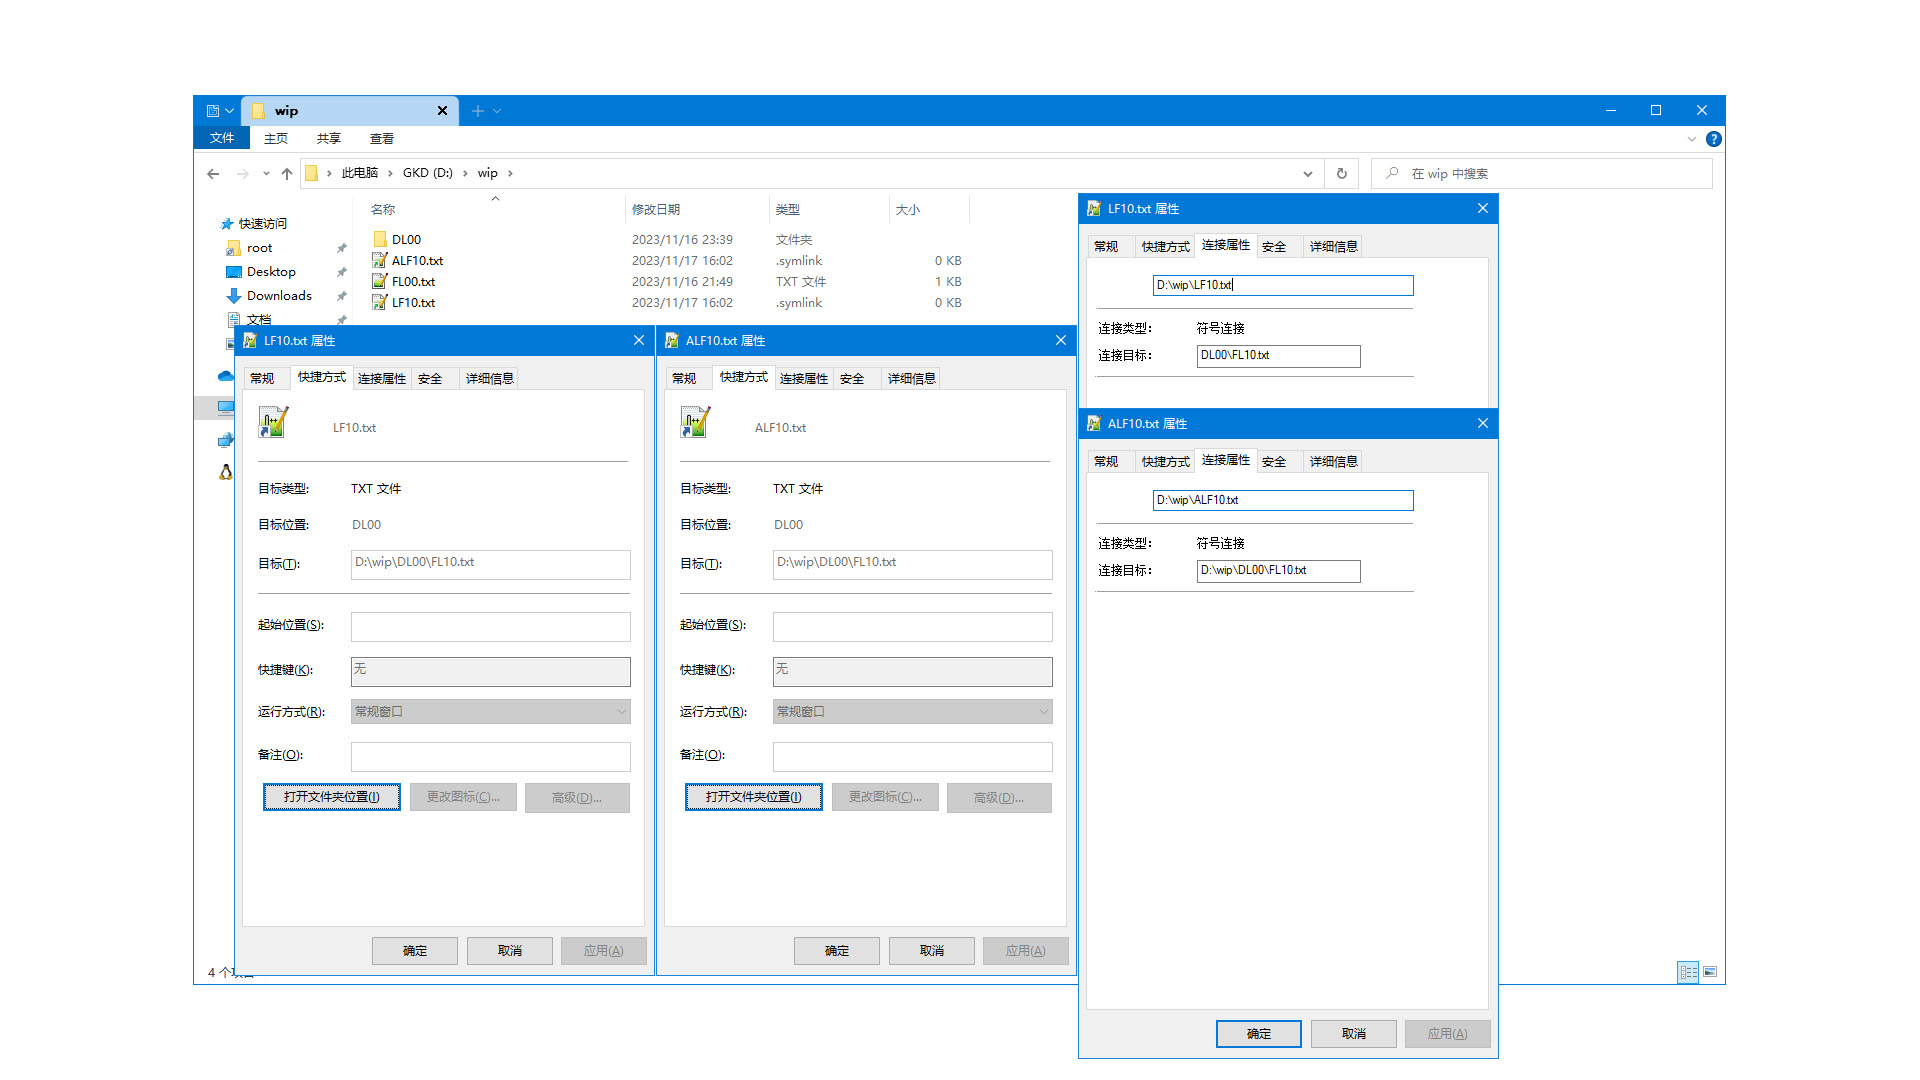 wip
文件 主页 共享 查看
此电脑 GKD (D:) wip
在 wip 中搜索
名称 修改日期 类型 大小
DL00 2023/11/16 23:39 文件夹
ALF10.txt 2023/11/17 16:02 .symlink 0 KB
FL00.txt 2023/11/16 21:49 TXT 文件 1 KB
LF10.txt 2023/11/17 16:02 .symlink 0 KB
快速访问
root
Desktop
Downloads
文档
4 个项目
LF10.txt 属性
常规 快捷方式 连接属性 安全 详细信息
LF10.txt
目标类型: TXT 文件
目标位置: DL00
目标(T): D:\wip\DL00\FL10.txt
起始位置(S):
快捷键(K): 无
运行方式(R): 常规窗口
备注(O):
打开文件夹位置(I) 更改图标(C)... 高级(D)...
确定 取消 应用(A)
ALF10.txt 属性
常规 快捷方式 连接属性 安全 详细信息
ALF10.txt
目标类型: TXT 文件
目标位置: DL00
目标(T): D:\wip\DL00\FL10.txt
起始位置(S):
快捷键(K): 无
运行方式(R): 常规窗口
备注(O):
打开文件夹位置(I) 更改图标(C)... 高级(D)...
确定 取消 应用(A)
LF10.txt 属性
常规 快捷方式 连接属性 安全 详细信息
D:\wip\LF10.txt
连接类型: 符号连接
连接目标: DL00\FL10.txt
ALF10.txt 属性
常规 快捷方式 连接属性 安全 详细信息
D:\wip\ALF10.txt
连接类型: 符号连接
连接目标: D:\wip\DL00\FL10.txt
确定 取消 应用(A)